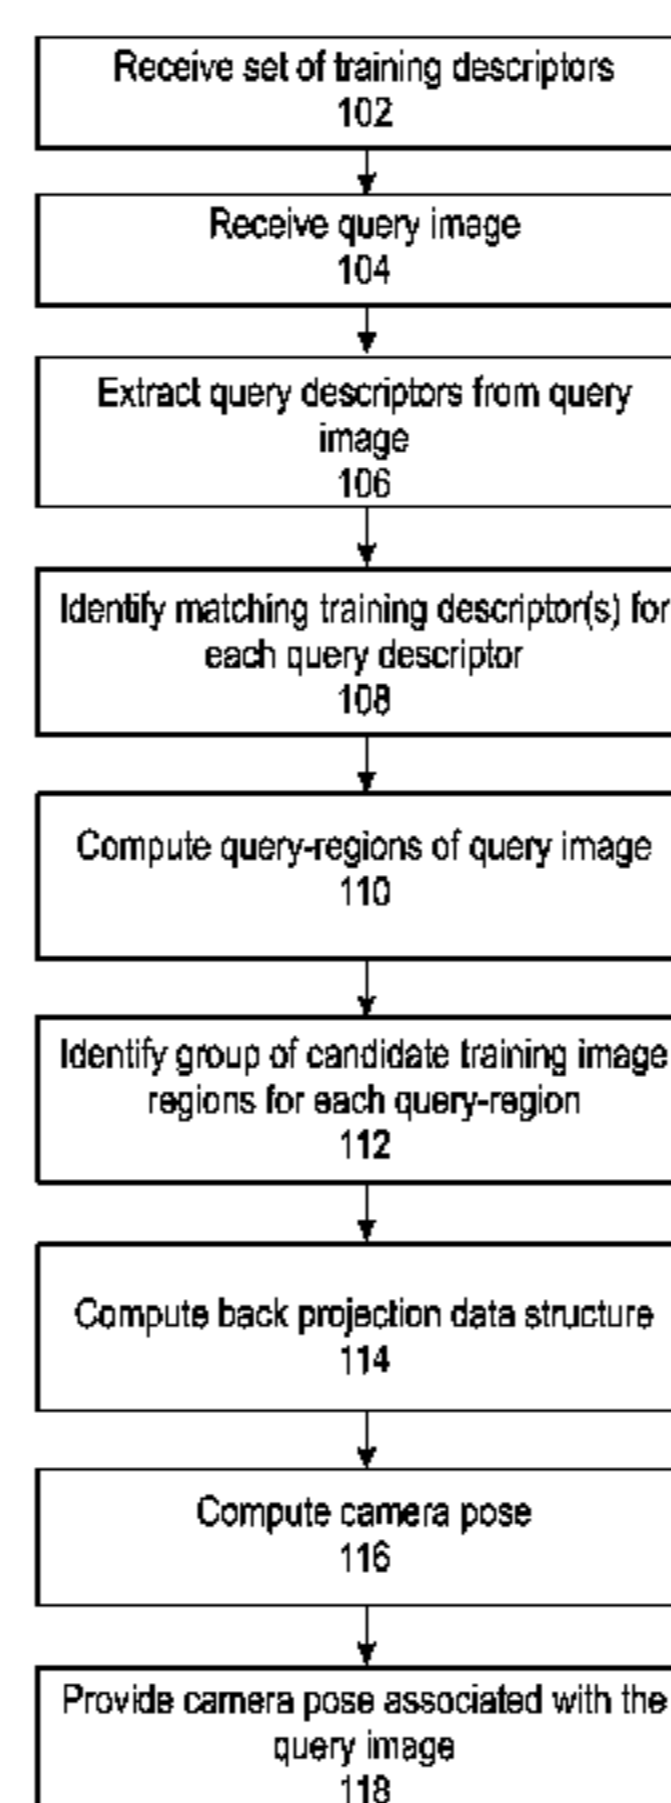 Receive set of training descriptors
102
Receive query image
104
Extract query descriptors from query
image
106
Identify matching training descriptor(s) for
each query descriptor
108
Compute query-regions of query image
110
Identify group of candidate training image
regions for each query-region
112
Compute back projection data structure
114
Compute camera pose
116
Provide camera pose associated with the
query image
118